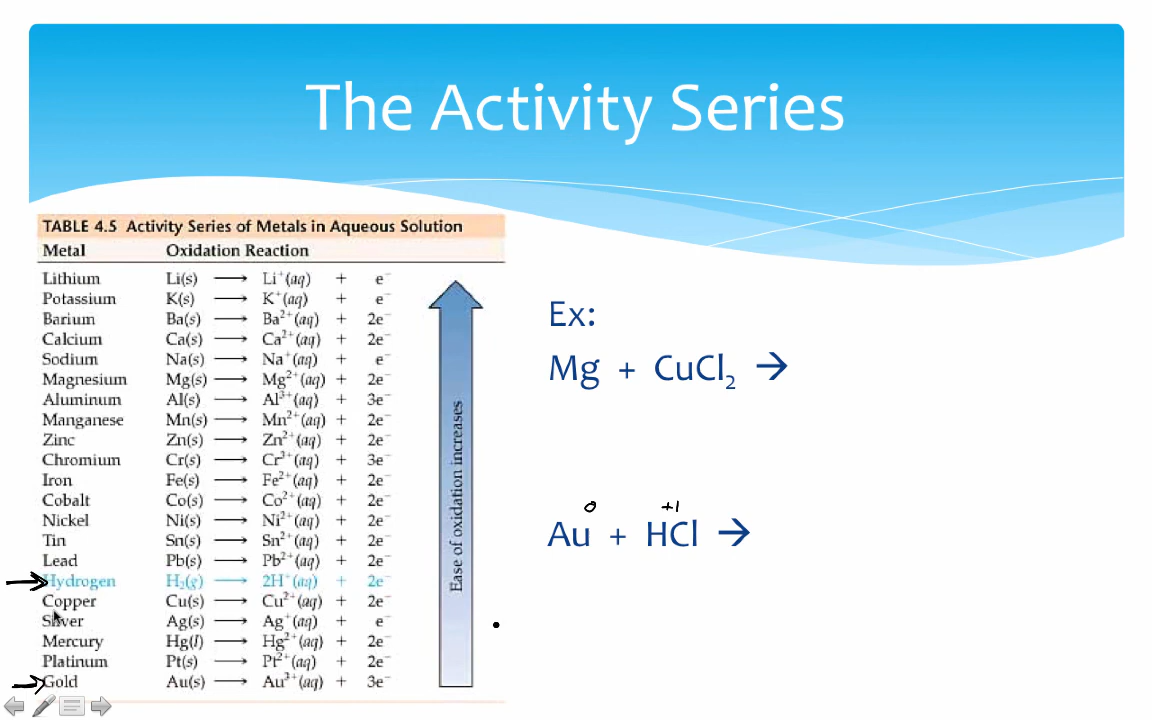 The Activity Series
TABLE 4.5 Activity Series of Metals in Aqueous Solution
Metal Oxidation Reaction
Lithium Li(s) ⟶ Li⁺(aq) + e⁻
Potassium K(s) ⟶ K⁺(aq) + e⁻
Barium Ba(s) ⟶ Ba²⁺(aq) + 2e⁻
Calcium Ca(s) ⟶ Ca²⁺(aq) + 2e⁻
Sodium Na(s) ⟶ Na⁺(aq) + e⁻
Magnesium Mg(s) ⟶ Mg²⁺(aq) + 2e⁻
Aluminum Al(s) ⟶ Al³⁺(aq) + 3e⁻
Manganese Mn(s) ⟶ Mn²⁺(aq) + 2e⁻
Zinc Zn(s) ⟶ Zn²⁺(aq) + 2e⁻
Chromium Cr(s) ⟶ Cr³⁺(aq) + 3e⁻
Iron Fe(s) ⟶ Fe²⁺(aq) + 2e⁻
Cobalt Co(s) ⟶ Co²⁺(aq) + 2e⁻
Nickel Ni(s) ⟶ Ni²⁺(aq) + 2e⁻
Tin Sn(s) ⟶ Sn²⁺(aq) + 2e⁻
Lead Pb(s) ⟶ Pb²⁺(aq) + 2e⁻
Hydrogen H₂(g) ⟶ 2H⁺(aq) + 2e⁻
Copper Cu(s) ⟶ Cu²⁺(aq) + 2e⁻
Silver Ag(s) ⟶ Ag⁺(aq) + e⁻
Mercury Hg(l) ⟶ Hg²⁺(aq) + 2e⁻
Platinum Pt(s) ⟶ Pt²⁺(aq) + 2e⁻
Gold Au(s) ⟶ Au³⁺(aq) + 3e⁻
Ease of oxidation increases
Ex:
Mg + CuCl₂ →
0 +1
Au + HCl →